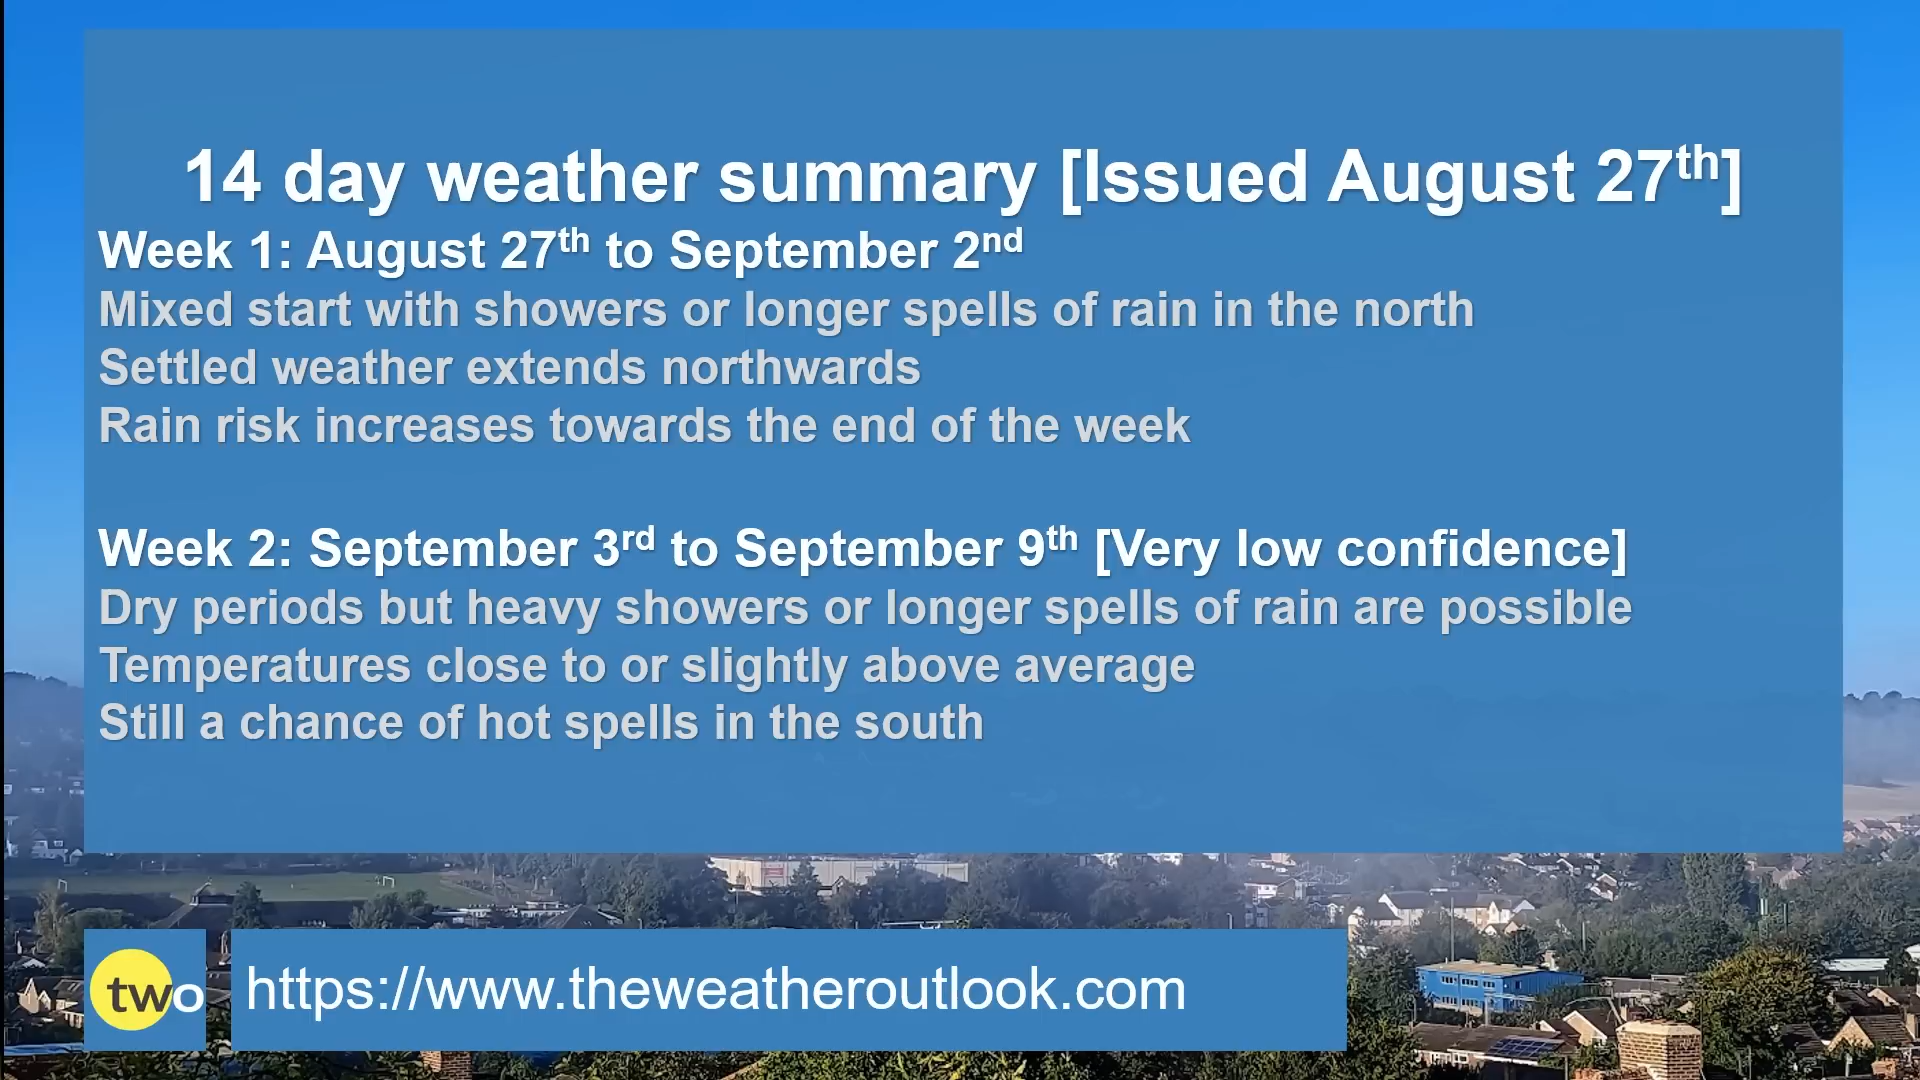 14 day weather summary [Issued August 27th]
Week 1: August 27th to September 2nd
Mixed start with showers or longer spells of rain in the north
Settled weather extends northwards
Rain risk increases towards the end of the week
Week 2: September 3rd to September 9th [Very low confidence]
Dry periods but heavy showers or longer spells of rain are possible
Temperatures close to or slightly above average
Still a chance of hot spells in the south
two
https://www.theweatheroutlook.com